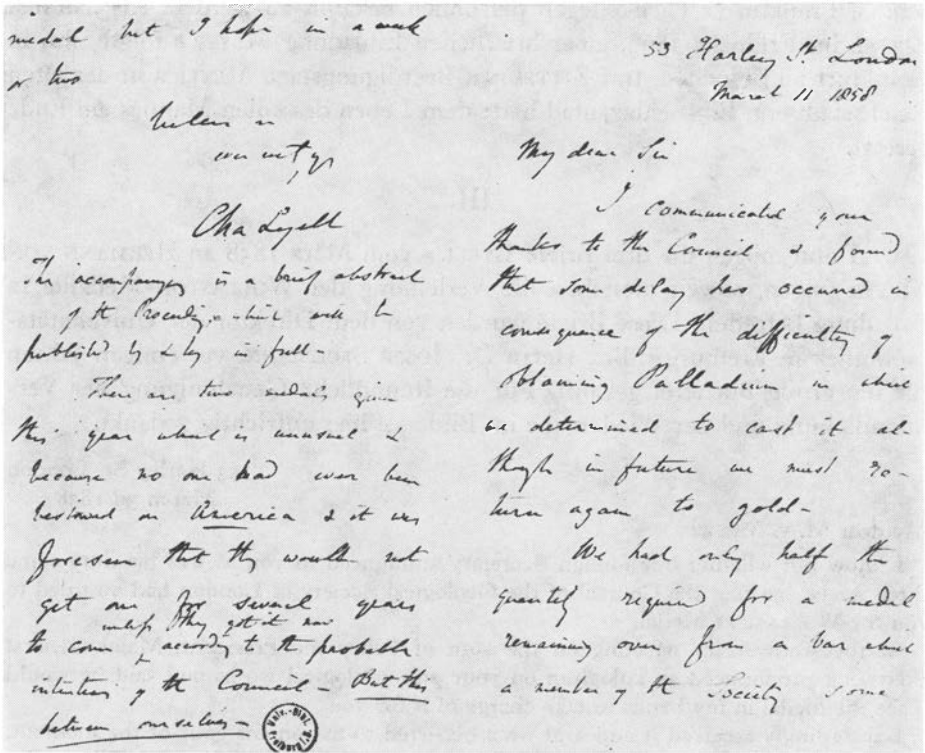 53 Harley St London
March 11 1858
My dear Sir
I communicated your
thanks to the Council & find
that some delay has occurred in
consequence of the difficulty of
obtaining Palladium in which
we determined to cast it al-
though in future we must re-
turn again to gold-
We had only half the
quantity required for a medal
remaining over from a lot which
a member of the society some
medal but I hope in a week
or two
believe me
ever
Cha Lyell
accompanying is a brief abstract
of the Proceedings which will be
published by & by in full.
There are two medals given
this year which is unusual &
because no one had ever been
bestowed on America & it was
foreseen that they would not
get one for several years
unless they got it now
to come, according to the probable
intention of the Council - But this
between ourselves -
UNIV.-BIBL.